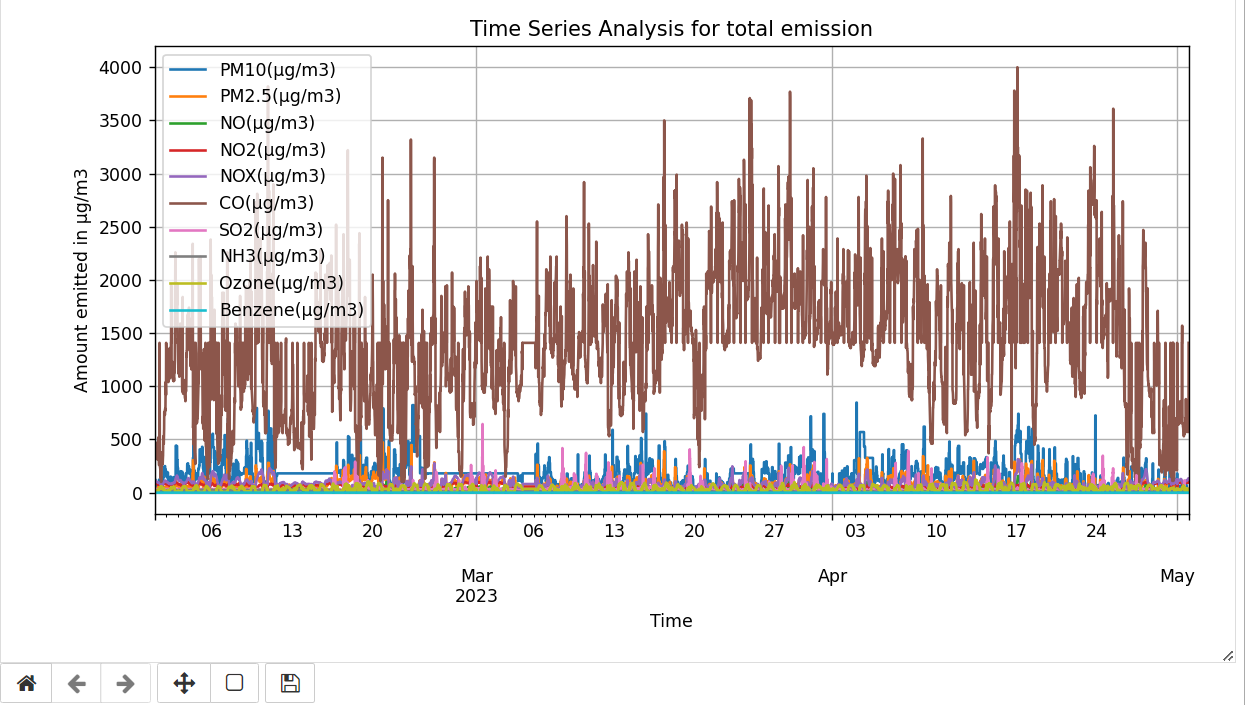 Time Series Analysis for total emission
4000
3500
3000
2500
2000
1500
1000
500
0
Amount emitted in µg/m3
PM10(µg/m3)
PM2.5(µg/m3)
NO(µg/m3)
NO2(µg/m3)
NOX(µg/m3)
CO(µg/m3)
SO2(µg/m3)
NH3(µg/m3)
Ozone(µg/m3)
Benzene(µg/m3)
06 13 20 27 06 13 20 27 03 10 17 24
Mar Apr May
2023
Time